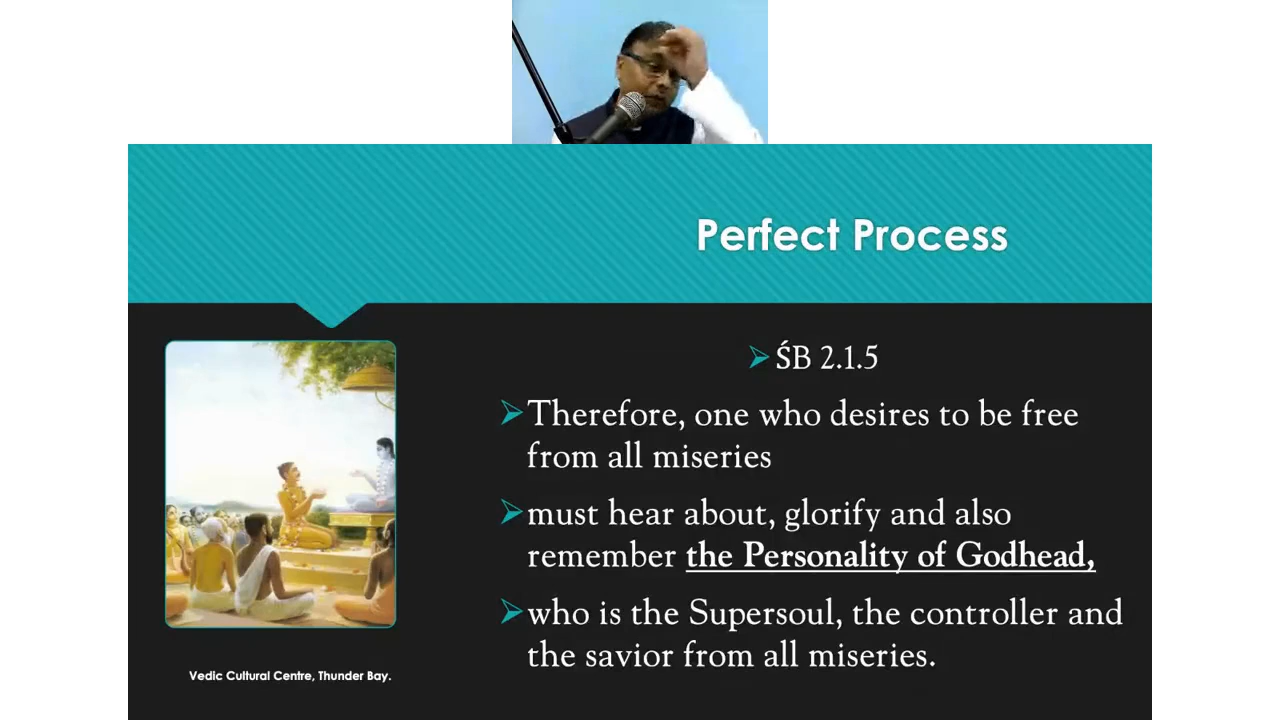 Perfect Process
ŚB 2.1.5
Therefore, one who desires to be free
from all miseries
must hear about, glorify and also
remember the Personality of Godhead,
who is the Supersoul, the controller and
the savior from all miseries.
Vedic Cultural Centre, Thunder Bay.